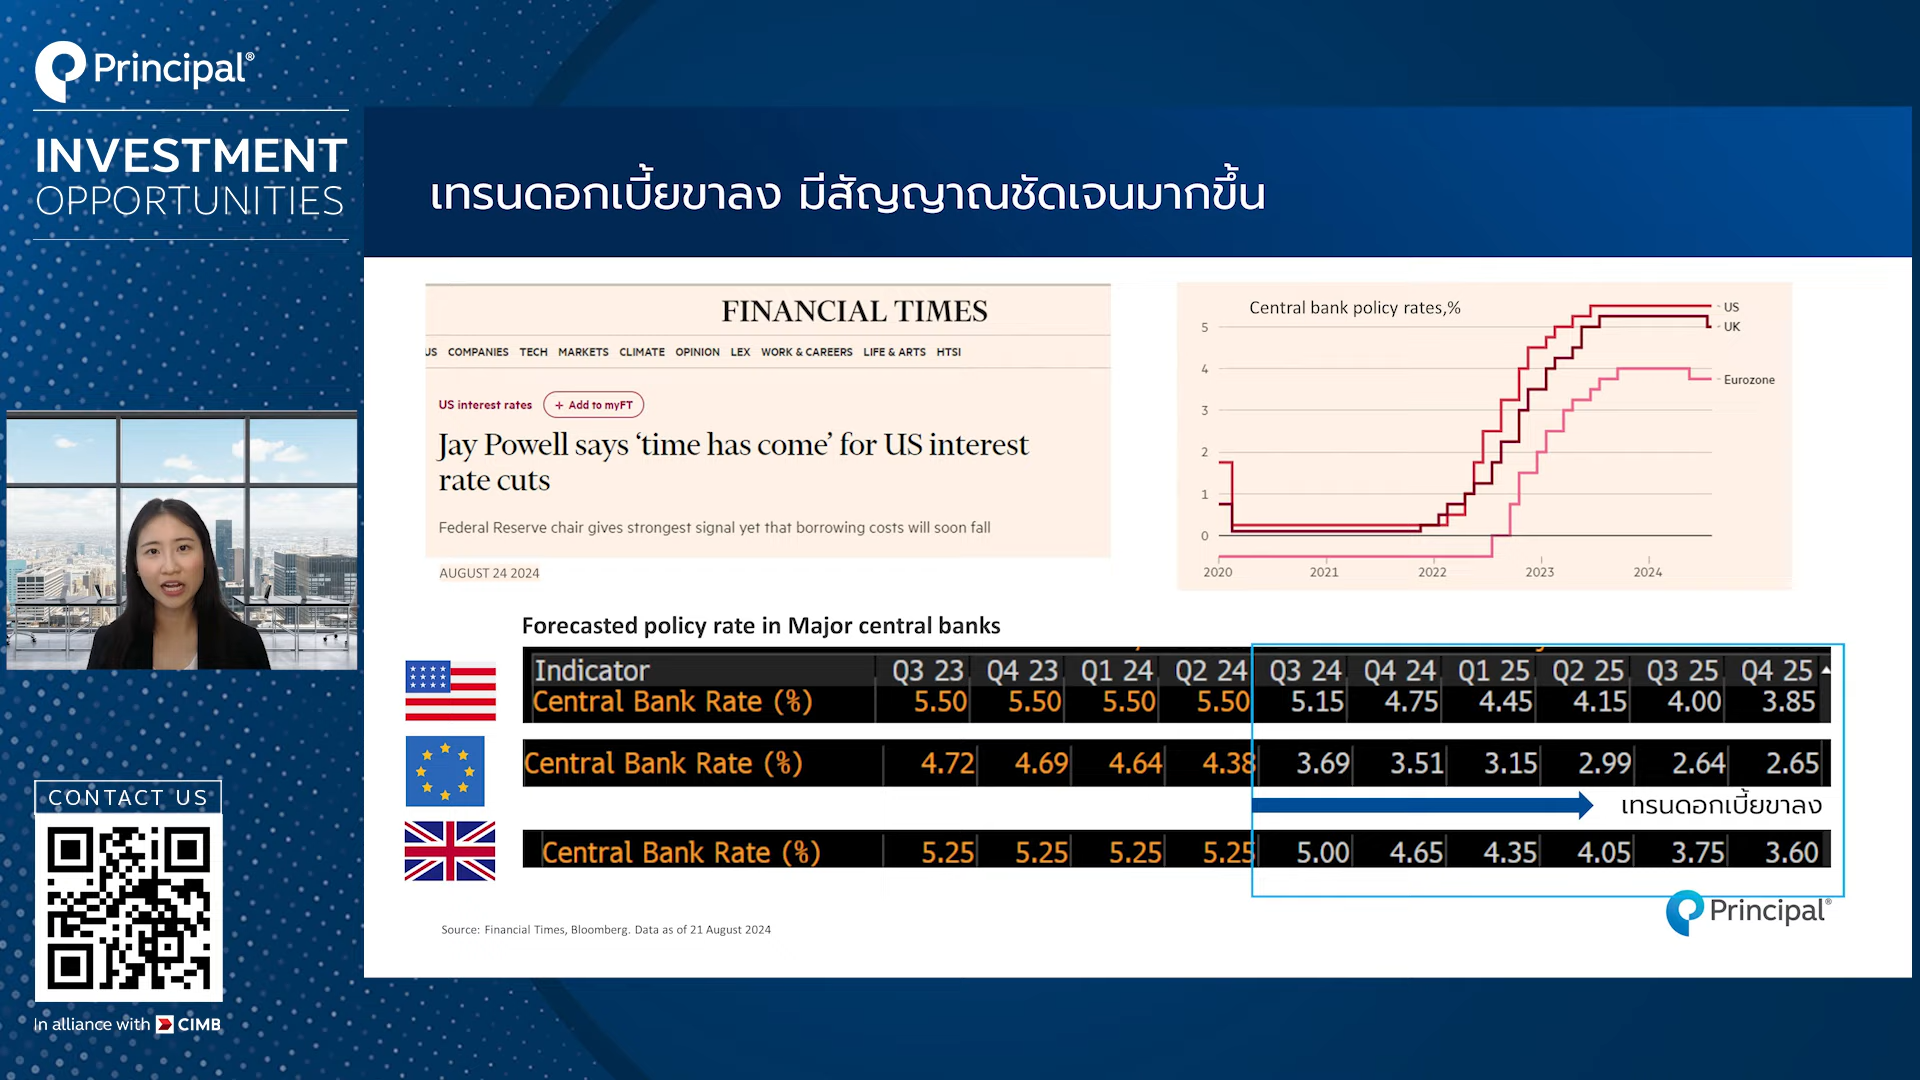 Principal®
INVESTMENT
OPPORTUNITIES
เทรนดอกเบี้ยขาลง มีสัญญาณชัดเจนมากขึ้น
FINANCIAL TIMES
US COMPANIES TECH MARKETS CLIMATE OPINION LEX WORK & CAREERS LIFE & ARTS HTSI
US interest rates + Add to myFT
Jay Powell says ‘time has come’ for US interest
rate cuts
Federal Reserve chair gives strongest signal yet that borrowing costs will soon fall
AUGUST 24 2024
Central bank policy rates,%
US
UK
Eurozone
5
4
3
2
1
0
2020 2021 2022 2023 2024
Forecasted policy rate in Major central banks
Indicator Q3 23 Q4 23 Q1 24 Q2 24 Q3 24 Q4 24 Q1 25 Q2 25 Q3 25 Q4 25
Central Bank Rate (%) 5.50 5.50 5.50 5.50 5.15 4.75 4.45 4.15 4.00 3.85
Central Bank Rate (%) 4.72 4.69 4.64 4.38 3.69 3.51 3.15 2.99 2.64 2.65
เทรนดอกเบี้ยขาลง
Central Bank Rate (%) 5.25 5.25 5.25 5.25 5.00 4.65 4.35 4.05 3.75 3.60
Principal®
Source: Financial Times, Bloomberg. Data as of 21 August 2024
CONTACT US
In alliance with CIMB